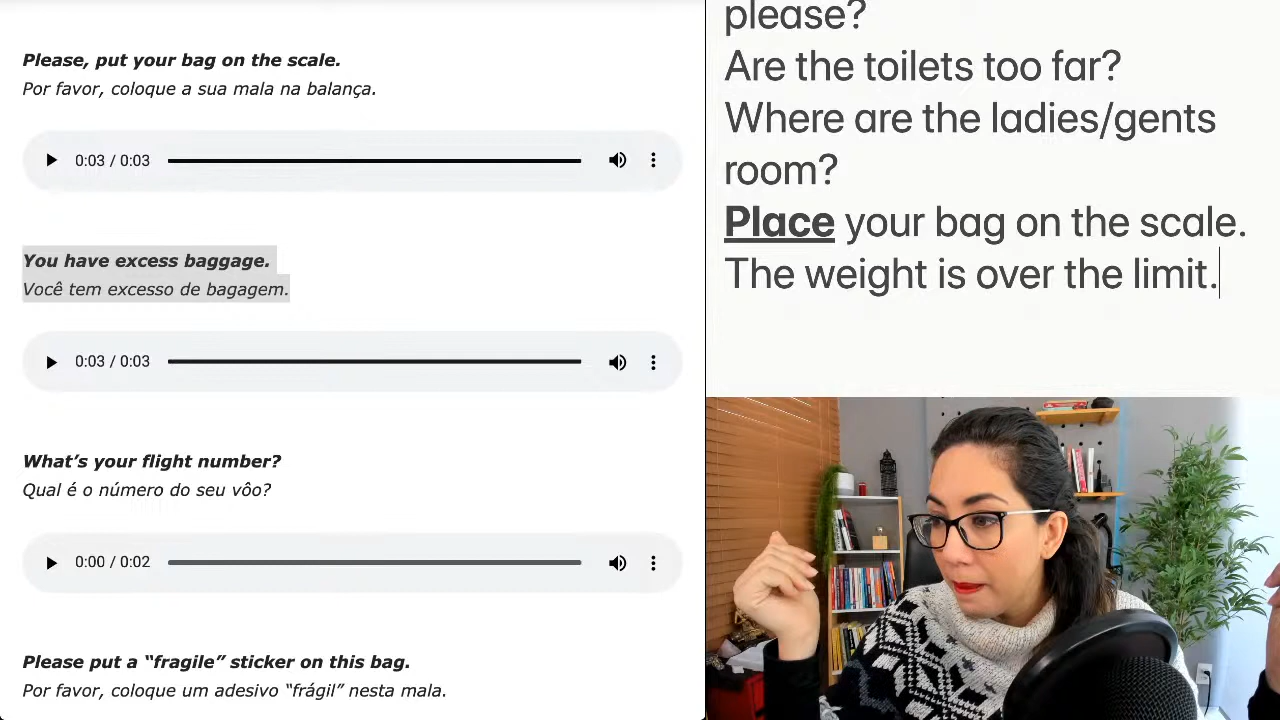 Please, put your bag on the scale.
Por favor, coloque a sua mala na balança.
0:03 / 0:03
You have excess baggage.
Você tem excesso de bagagem.
0:03 / 0:03
What’s your flight number?
Qual é o número do seu vôo?
0:00 / 0:02
Please put a “fragile” sticker on this bag.
Por favor, coloque um adesivo “frágil” nesta mala.
please?
Are the toilets too far?
Where are the ladies/gents
room?
Place your bag on the scale.
The weight is over the limit.